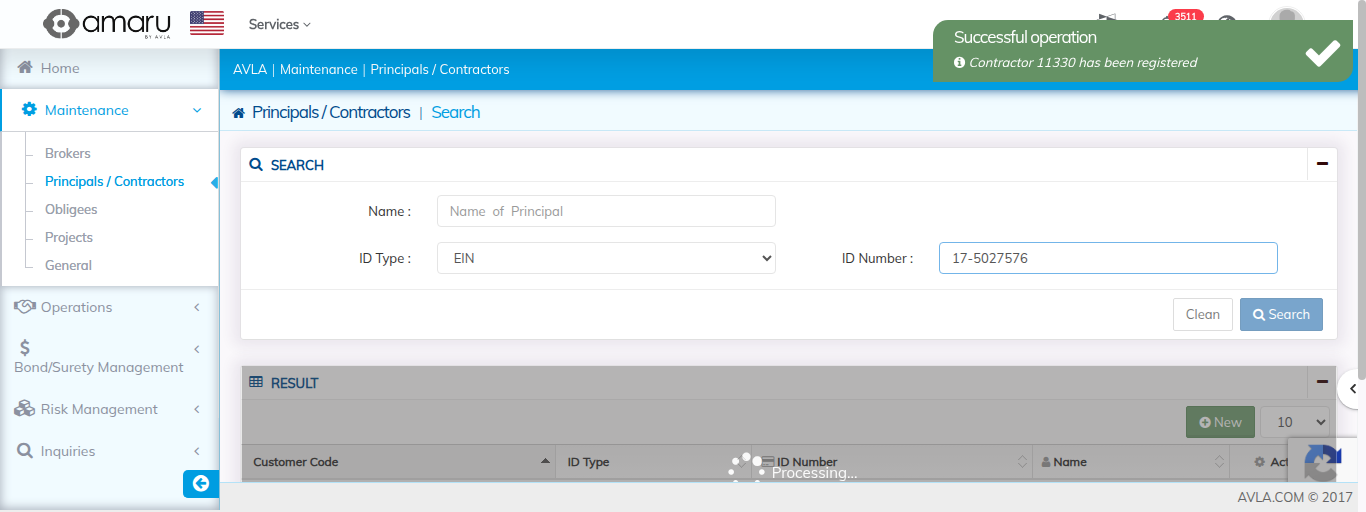 amaru
BY AVLA
Services
3511
Successful operation
Contractor 11330 has been registered
Home
AVLA | Maintenance | Principals / Contractors
Maintenance
Principals / Contractors | Search
Brokers
Principals / Contractors
Obligees
Projects
General
Operations
Bond/Surety Management
Risk Management
Inquiries
SEARCH
Name :
Name of Principal
ID Type :
EIN
ID Number :
17-5027576
Clean
Search
RESULT
New
10
Customer Code
ID Type
ID Number
Name
Processing...
AVLA.COM © 2017